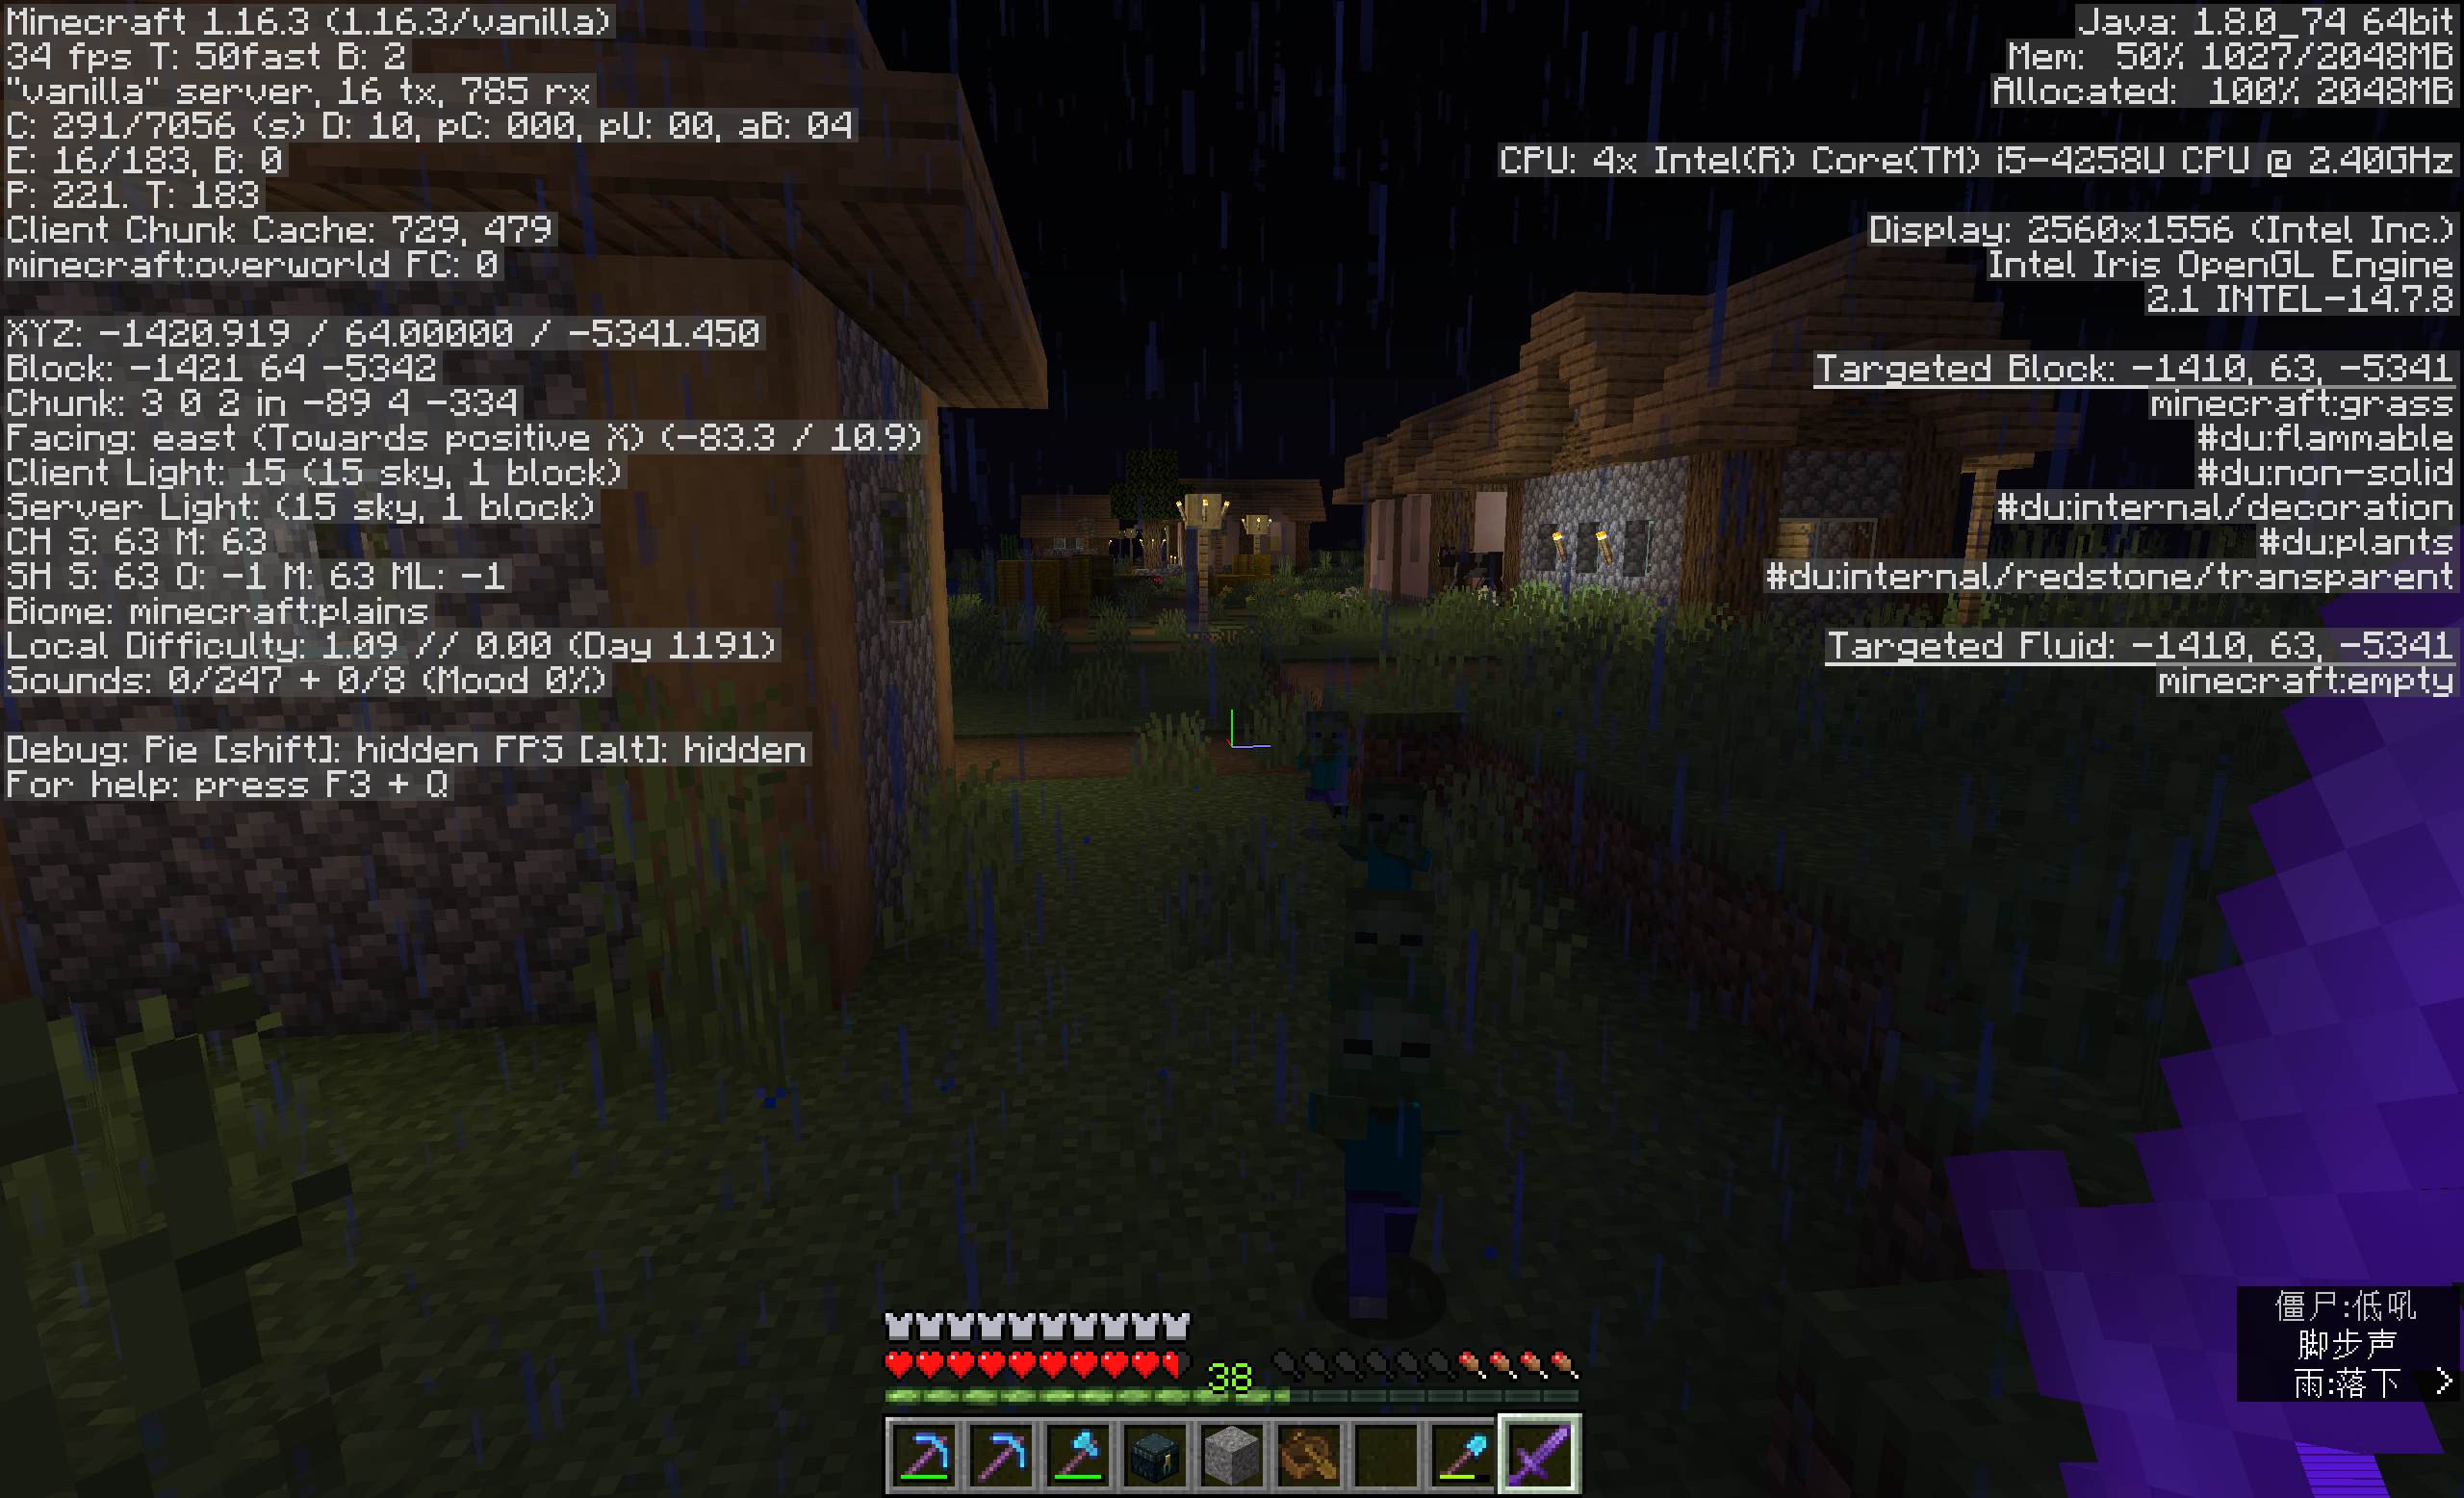 Minecraft 1.16.3 (1.16.3/vanilla)
34 fps T: 50fast B: 2
"vanilla" server, 16 tx, 785 rx
C: 291/7056 (s) D: 10, pC: 000, pU: 00, aB: 04
E: 16/183, B: 0
P: 221. T: 183
Client Chunk Cache: 729, 479
minecraft:overworld FC: 0
XYZ: -1420.919 / 64.00000 / -5341.450
Block: -1421 64 -5342
Chunk: 3 0 2 in -89 4 -334
Facing: east (Towards positive X) (-83.3 / 10.9)
Client Light: 15 (15 sky, 1 block)
Server Light: (15 sky, 1 block)
CH S: 63 M: 63
SH S: 63 O: -1 M: 63 ML: -1
Biome: minecraft:plains
Local Difficulty: 1.09 // 0.00 (Day 1191)
Sounds: 0/247 + 0/8 (Mood 0%)
Debug: Pie [shift]: hidden FPS [alt]: hidden
For help: press F3 + Q
Java: 1.8.0_74 64bit
Mem: 50% 1027/2048MB
Allocated: 100% 2048MB
CPU: 4x Intel(R) Core(TM) i5-4258U CPU @ 2.40GHz
Display: 2560x1556 (Intel Inc.)
Intel Iris OpenGL Engine
2.1 INTEL-14.7.8
Targeted Block: -1410, 63, -5341
minecraft:grass
#du:flammable
#du:non-solid
#du:internal/decoration
#du:plants
#du:internal/redstone/transparent
Targeted Fluid: -1410, 63, -5341
minecraft:empty
僵尸:低吼
脚步声
雨:落下 >
38